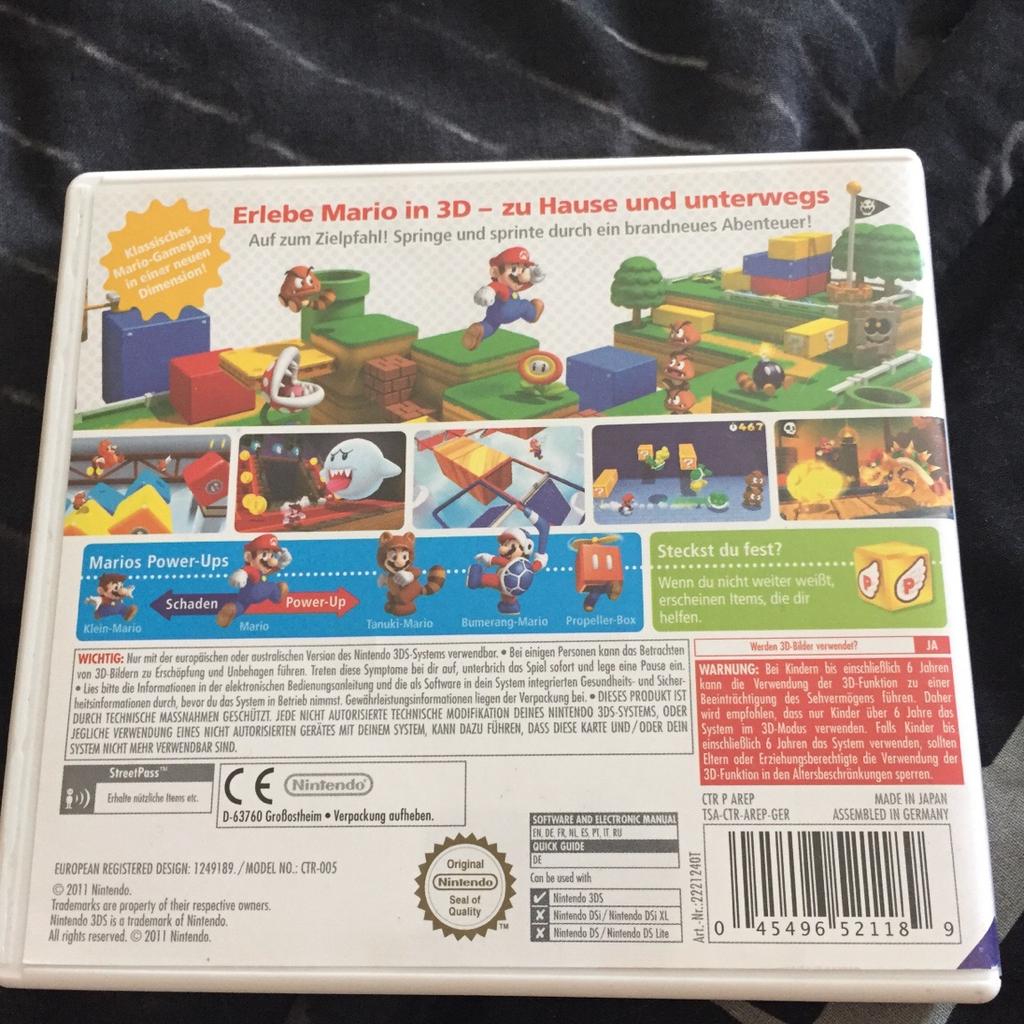 Erlebe Mario in 3D – zu Hause und unterwegs
Auf zum Zielpfahl! Springe und sprinte durch ein brandneues Abenteuer!
Klassisches
Mario-Gameplay
in einer neuen
Dimension!
467
Marios Power-Ups
Schaden
Power-Up
Klein-Mario
Mario
Tanuki-Mario
Bumerang-Mario
Propeller-Box
Steckst du fest?
Wenn du nicht weiter weißt,
erscheinen Items, die dir
helfen.
P P
WICHTIG: Nur mit der europäischen oder australischen Version des Nintendo 3DS-Systems verwendbar. • Bei einigen Personen kann das Betrachten
von 3D-Bildern zu Erschöpfung und Unbehagen führen. Treten diese Symptome bei dir auf, unterbrich das Spiel sofort und lege eine Pause ein.
• Lies bitte die Informationen in der elektronischen Bedienungsanleitung und die als Software in dein System integrierten Gesundheits- und Sicher-
heitsinformationen durch, bevor du das System in Betrieb nimmst. Gewährleistungsinformationen liegen der Verpackung bei. • DIESES PRODUKT IST
DURCH TECHNISCHE MASSNAHMEN GESCHÜTZT. JEDE NICHT AUTORISIERTE TECHNISCHE MODIFIKATION DEINES NINTENDO 3DS-SYSTEMS, ODER
JEGLICHE VERWENDUNG EINES NICHT AUTORISIERTEN GERÄTES MIT DEINEM SYSTEM, KANN DAZU FÜHREN, DASS DIESE KARTE UND/ODER DEIN
SYSTEM NICHT MEHR VERWENDBAR SIND.
Werden 3D-Bilder verwendet? JA
WARNUNG: Bei Kindern bis einschließlich 6 Jahren
kann die Verwendung der 3D-Funktion zu einer
Beeinträchtigung des Sehvermögens führen. Daher
wird empfohlen, dass nur Kinder über 6 Jahre das
System im 3D-Modus verwenden. Falls Kinder bis
einschließlich 6 Jahren das System verwenden, sollten
Eltern oder Erziehungsberechtigte die Verwendung der
3D-Funktion in den Altersbeschränkungen sperren.
StreetPass™
Erhalte nützliche Items etc.
CE Nintendo®
D-63760 Großostheim • Verpackung aufheben.
CTR P AREP
TSA-CTR-AREP-GER
MADE IN JAPAN
ASSEMBLED IN GERMANY
EUROPEAN REGISTERED DESIGN: 1249189./MODEL NO.: CTR-005
© 2011 Nintendo.
Trademarks are property of their respective owners.
Nintendo 3DS is a trademark of Nintendo.
All rights reserved. © 2011 Nintendo.
Original
Nintendo
Seal of
Quality
TM
SOFTWARE AND ELECTRONIC MANUAL
EN, DE, FR, NL, ES, PT, IT, RU
QUICK GUIDE
DE
Can be used with
Nintendo 3DS
Nintendo DSi/Nintendo DSi XL
Nintendo DS/Nintendo DS Lite
Art.-Nr.:2221240T
0 45496 52118 9